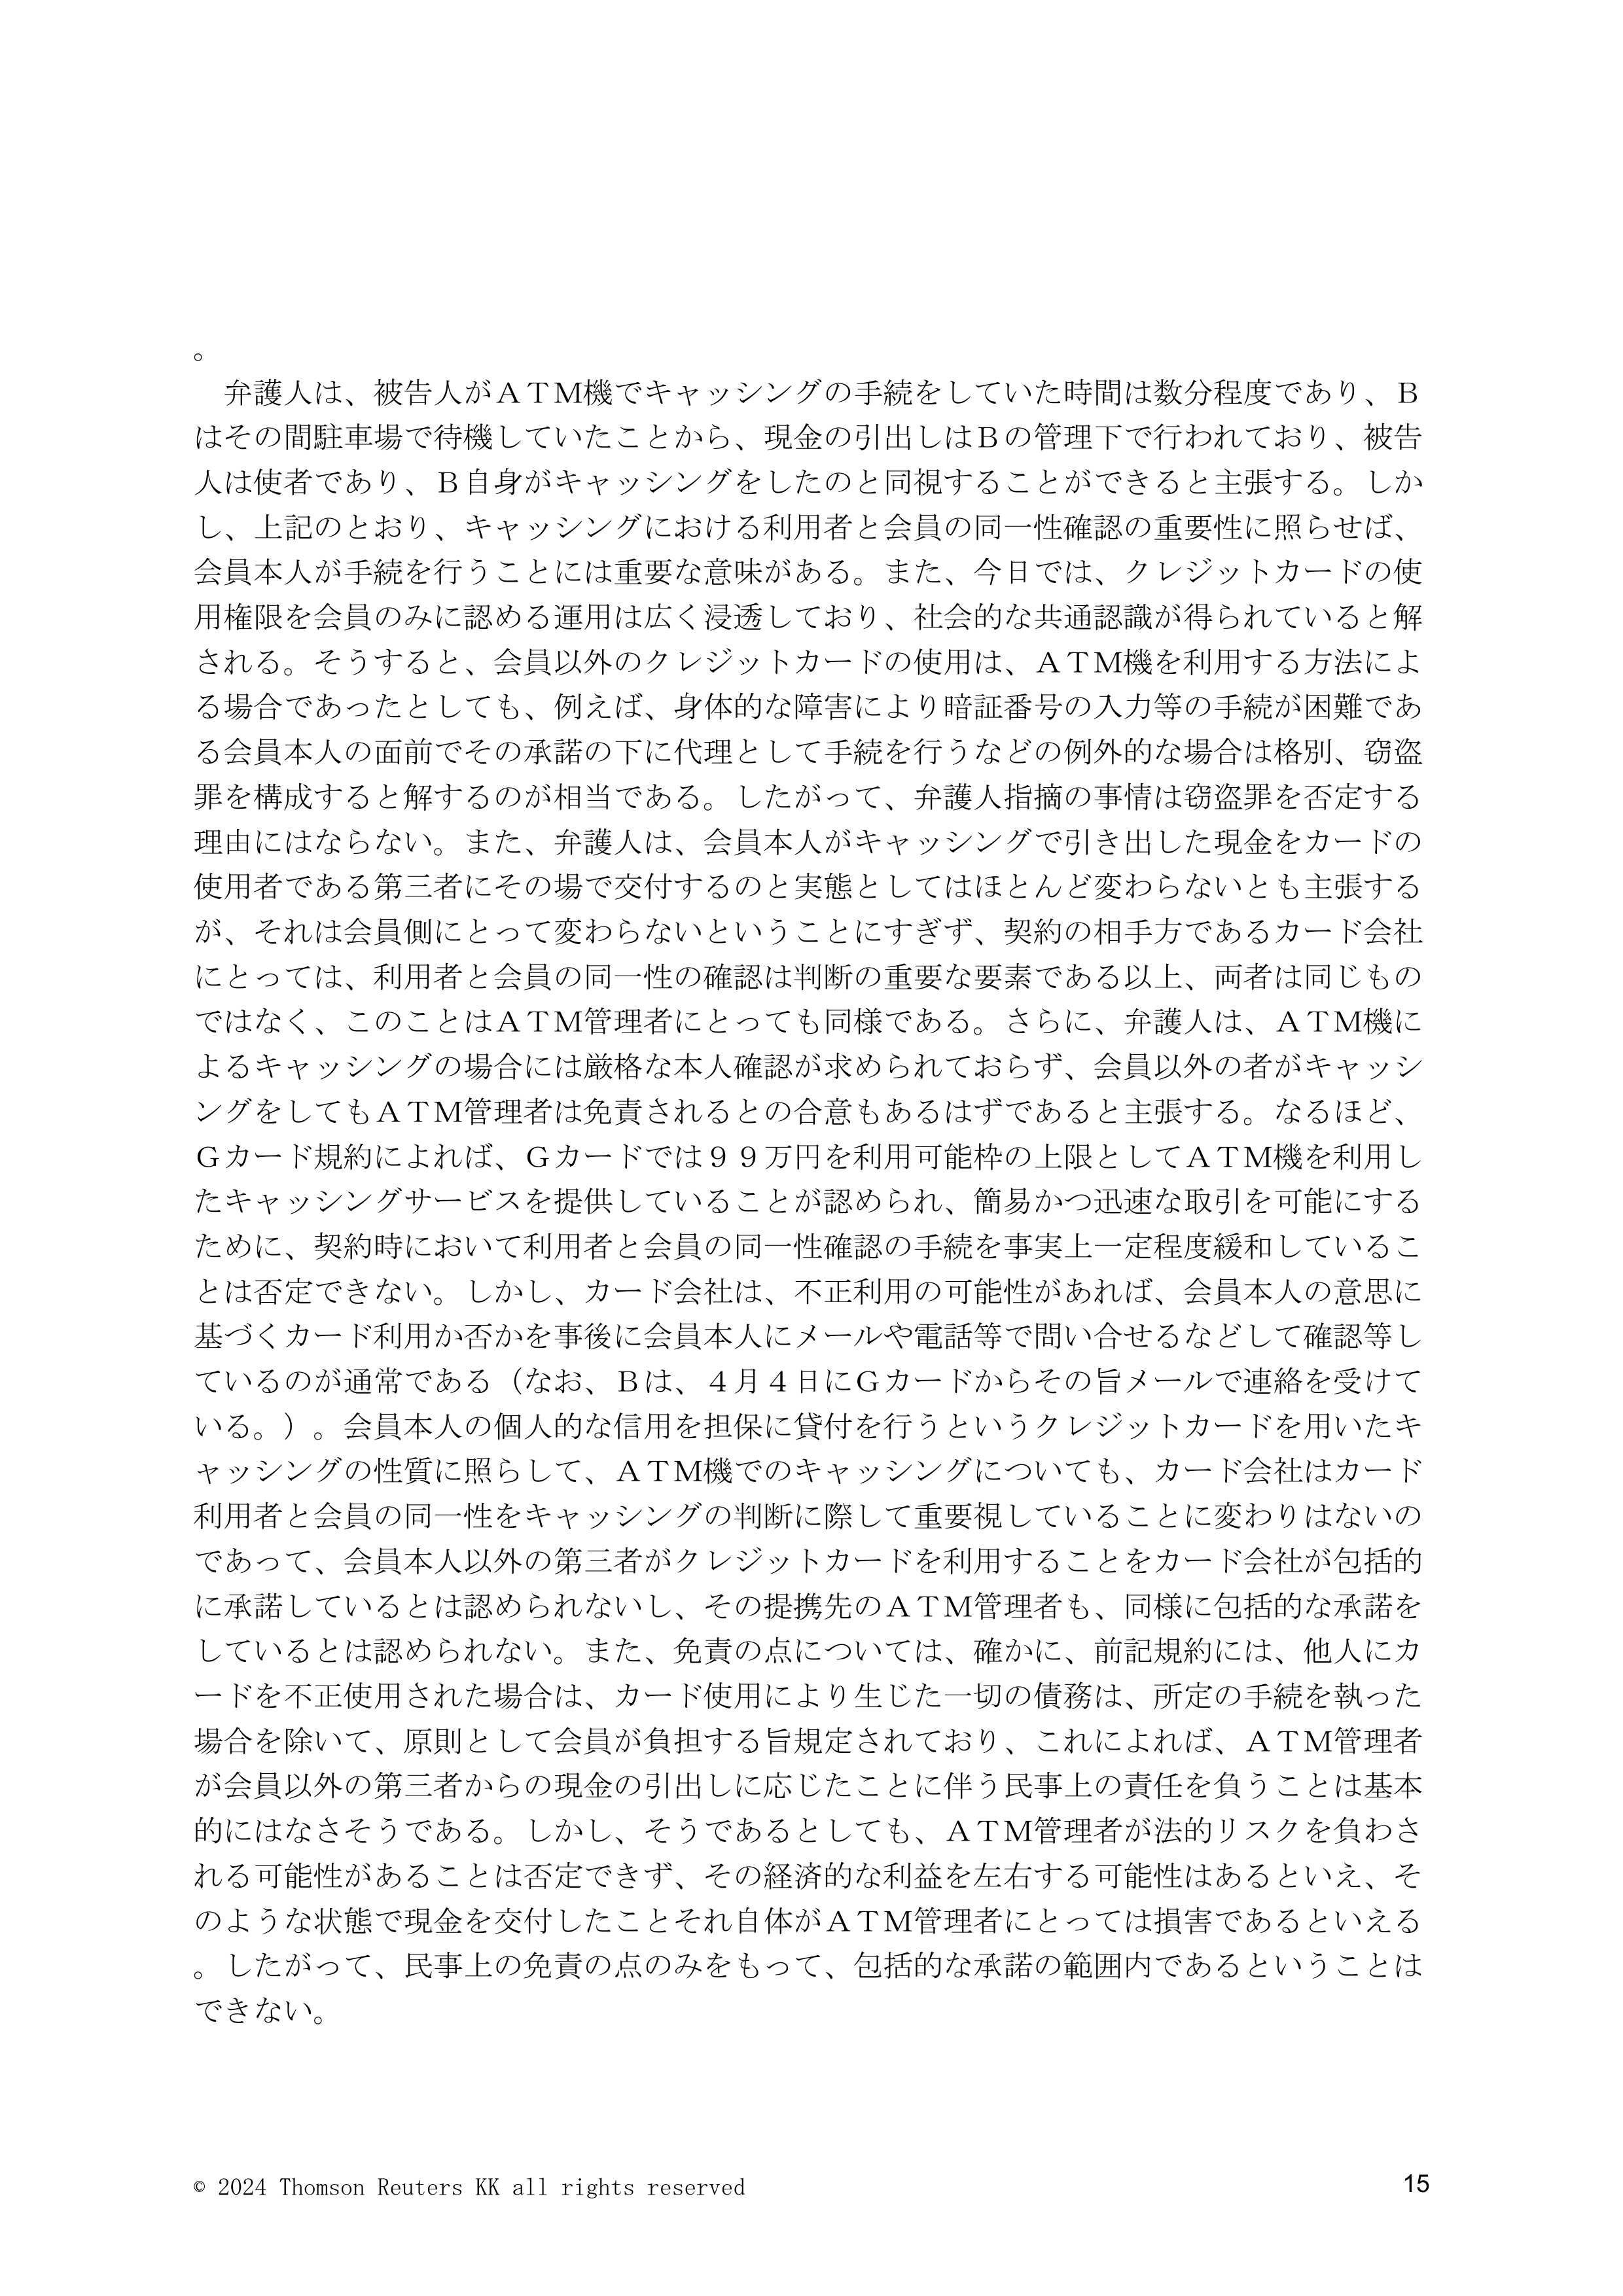 。
　弁護人は、被告人がＡＴＭ機でキャッシングの手続をしていた時間は数分程度であり、Ｂ
はその間駐車場で待機していたことから、現金の引出しはＢの管理下で行われており、被告
人は使者であり、Ｂ自身がキャッシングをしたのと同視することができると主張する。しか
し、上記のとおり、キャッシングにおける利用者と会員の同一性確認の重要性に照らせば、
会員本人が手続を行うことには重要な意味がある。また、今日では、クレジットカードの使
用権限を会員のみに認める運用は広く浸透しており、社会的な共通認識が得られていると解
される。そうすると、会員以外のクレジットカードの使用は、ＡＴＭ機を利用する方法によ
る場合であったとしても、例えば、身体的な障害により暗証番号の入力等の手続が困難であ
る会員本人の面前でその承諾の下に代理として手続を行うなどの例外的な場合は格別、窃盗
罪を構成すると解するのが相当である。したがって、弁護人指摘の事情は窃盗罪を否定する
理由にはならない。また、弁護人は、会員本人がキャッシングで引き出した現金をカードの
使用者である第三者にその場で交付するのと実態としてはほとんど変わらないとも主張する
が、それは会員側にとって変わらないということにすぎず、契約の相手方であるカード会社
にとっては、利用者と会員の同一性の確認は判断の重要な要素である以上、両者は同じもの
ではなく、このことはＡＴＭ管理者にとっても同様である。さらに、弁護人は、ＡＴＭ機に
よるキャッシングの場合には厳格な本人確認が求められておらず、会員以外の者がキャッシ
ングをしてもＡＴＭ管理者は免責されるとの合意もあるはずであると主張する。なるほど、
Ｇカード規約によれば、Ｇカードでは９９万円を利用可能枠の上限としてＡＴＭ機を利用し
たキャッシングサービスを提供していることが認められ、簡易かつ迅速な取引を可能にする
ために、契約時において利用者と会員の同一性確認の手続を事実上一定程度緩和しているこ
とは否定できない。しかし、カード会社は、不正利用の可能性があれば、会員本人の意思に
基づくカード利用か否かを事後に会員本人にメールや電話等で問い合せるなどして確認等し
ているのが通常である（なお、Ｂは、４月４日にＧカードからその旨メールで連絡を受けて
いる。）。会員本人の個人的な信用を担保に貸付を行うというクレジットカードを用いたキ
ャッシングの性質に照らして、ＡＴＭ機でのキャッシングについても、カード会社はカード
利用者と会員の同一性をキャッシングの判断に際して重要視していることに変わりはないの
であって、会員本人以外の第三者がクレジットカードを利用することをカード会社が包括的
に承諾しているとは認められないし、その提携先のＡＴＭ管理者も、同様に包括的な承諾を
しているとは認められない。また、免責の点については、確かに、前記規約には、他人にカ
ードを不正使用された場合は、カード使用により生じた一切の債務は、所定の手続を執った
場合を除いて、原則として会員が負担する旨規定されており、これによれば、ＡＴＭ管理者
が会員以外の第三者からの現金の引出しに応じたことに伴う民事上の責任を負うことは基本
的にはなさそうである。しかし、そうであるとしても、ＡＴＭ管理者が法的リスクを負わさ
れる可能性があることは否定できず、その経済的な利益を左右する可能性はあるといえ、そ
のような状態で現金を交付したことそれ自体がＡＴＭ管理者にとっては損害であるといえる
。したがって、民事上の免責の点のみをもって、包括的な承諾の範囲内であるということは
できない。
© 2024 Thomson Reuters KK all rights reserved
15